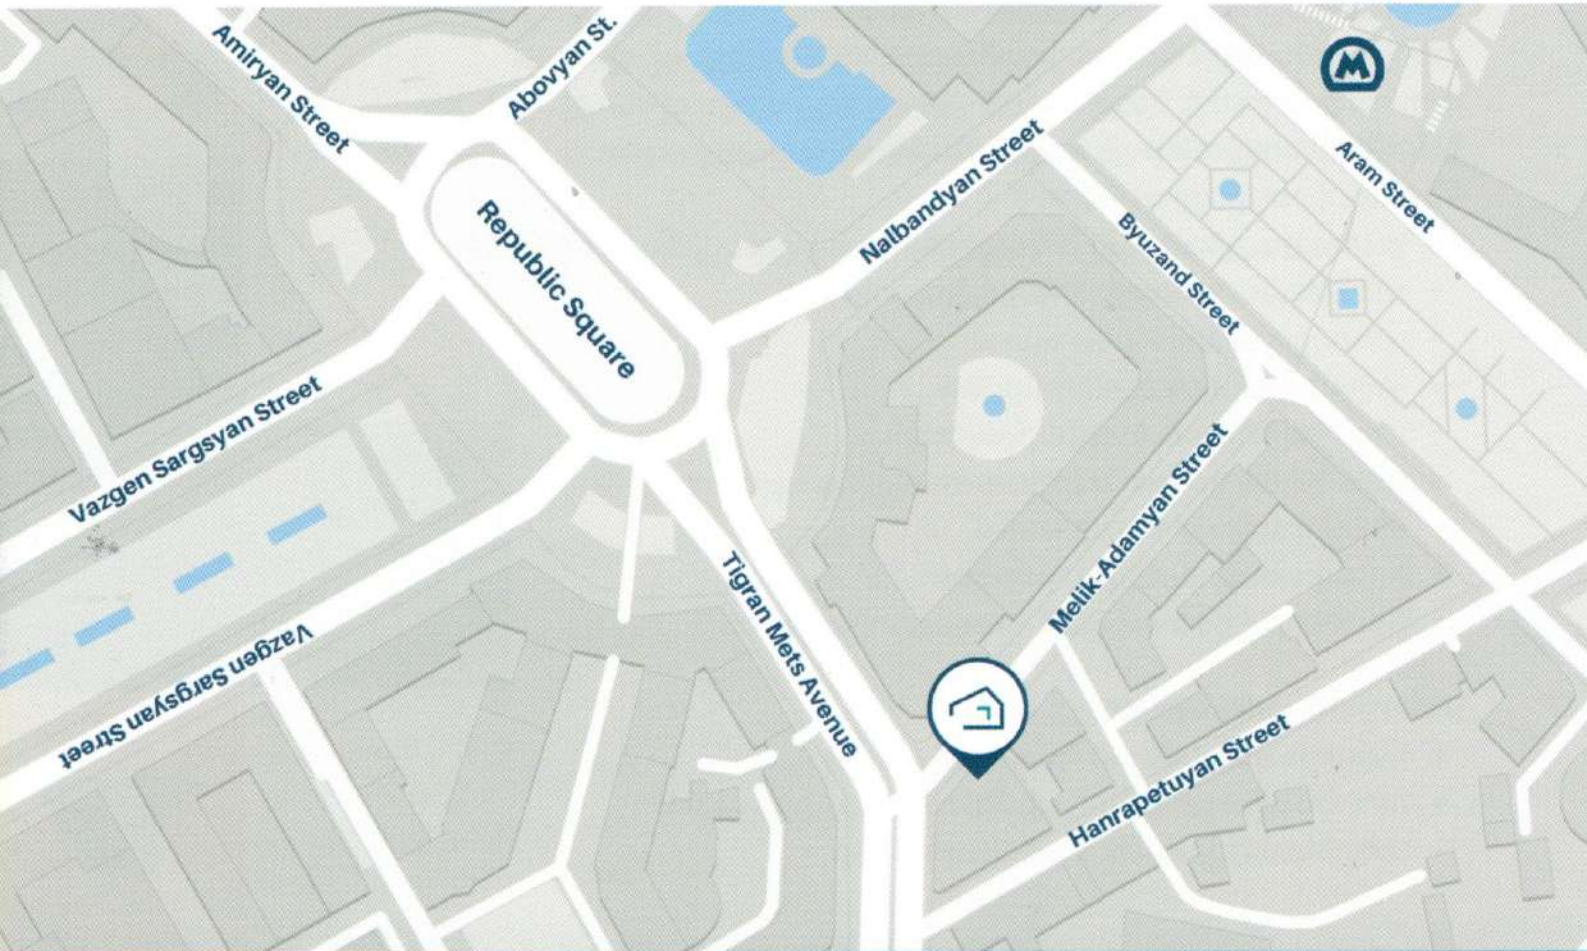 Amiryan Street
Abovyan St.
M
Republic Square
Nalbandyan Street
Byuzand Street
Aram Street
Vazgen Sargsyan Street
Vazgen Sargsyan Street
Tigran Mets Avenue
Melik-Adamyan Street
Hanrapetuyan Street